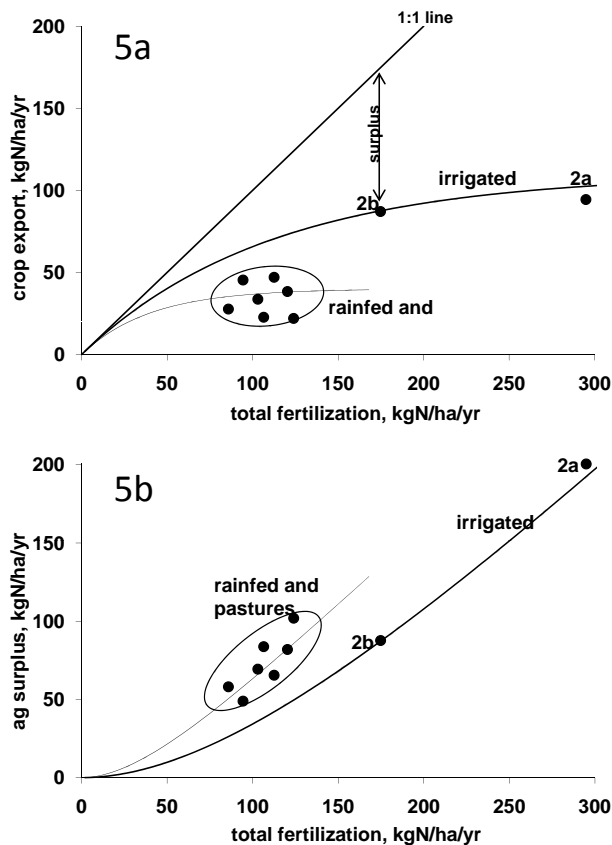 5a
1:1 line
200
150
100
50
0
crop export, kgN/ha/yr
surplus
irrigated
2a
2b
rainfed and
0 50 100 150 200 250 300
total fertilization, kgN/ha/yr
5b
200
150
100
50
0
ag surplus, kgN/ha/yr
2a
irrigated
rainfed and
pastures
2b
0 50 100 150 200 250 300
total fertilization, kgN/ha/yr